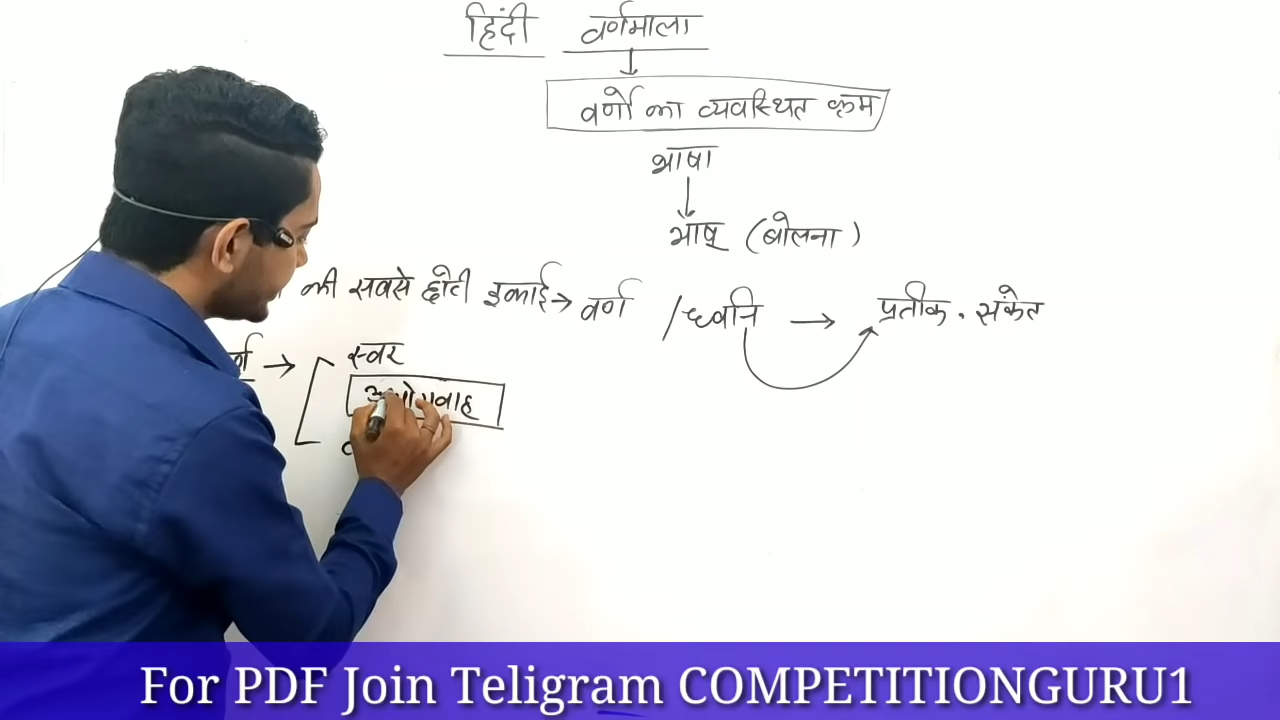 हिंदी वर्णमाला
वर्णो का व्यवस्थित क्रम
भाषा
भाष् (बोलना)
की सबसे छोटी इकाई → वर्ण / ध्वनि → प्रतीक . संकेत
→ स्वर
For PDF Join Teligram COMPETITIONGURU1